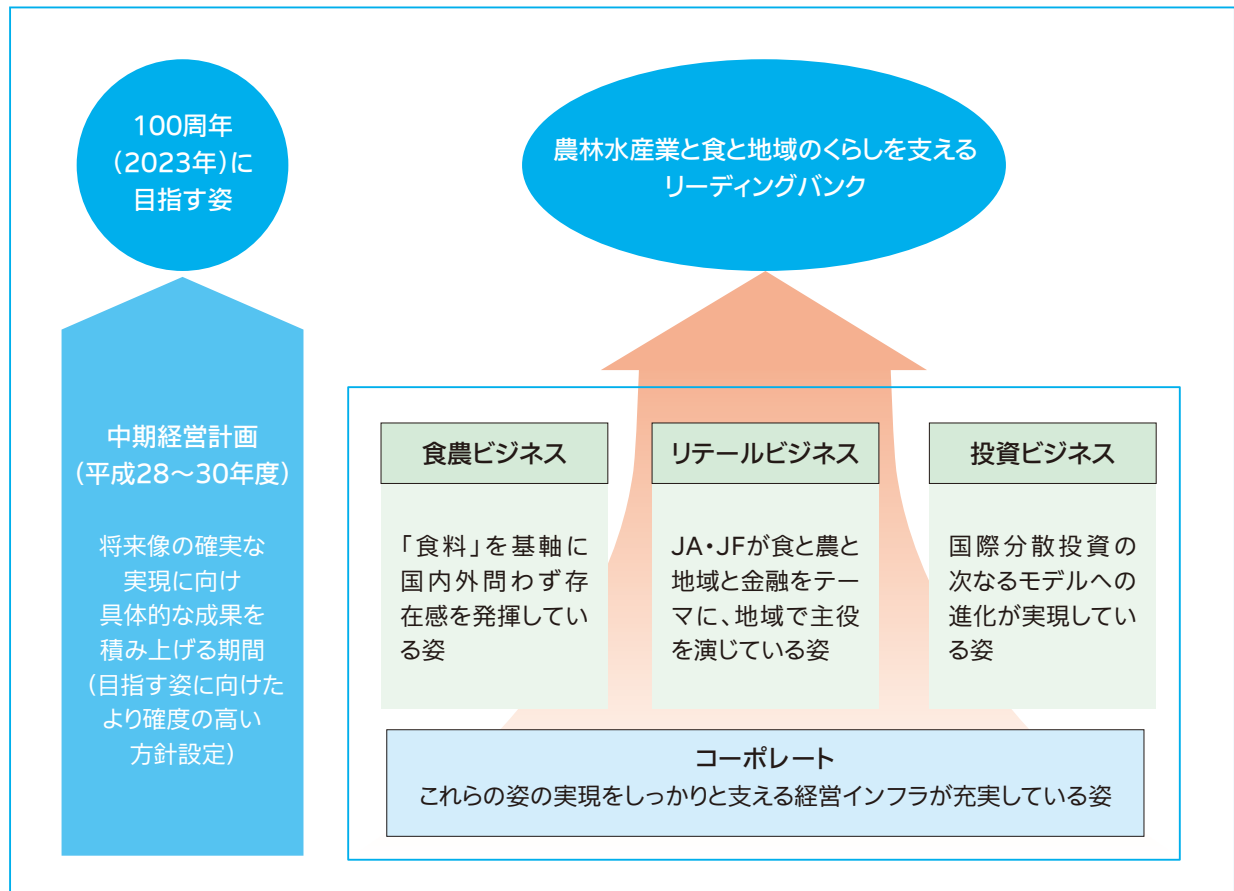 100周年
(2023年)に
目指す姿
農林水産業と食と地域のくらしを支える
リーディングバンク
中期経営計画
(平成28～30年度)
将来像の確実な
実現に向け
具体的な成果を
積み上げる期間
(目指す姿に向けた
より確度の高い
方針設定)
食農ビジネス
「食料」を基軸に
国内外問わず存
在感を発揮してい
る姿
リテールビジネス
JA・JFが食と農と
地域と金融をテー
マに、地域で主役
を演じている姿
投資ビジネス
国際分散投資の
次なるモデルへの
進化が実現してい
る姿
コーポレート
これらの姿の実現をしっかりと支える経営インフラが充実している姿